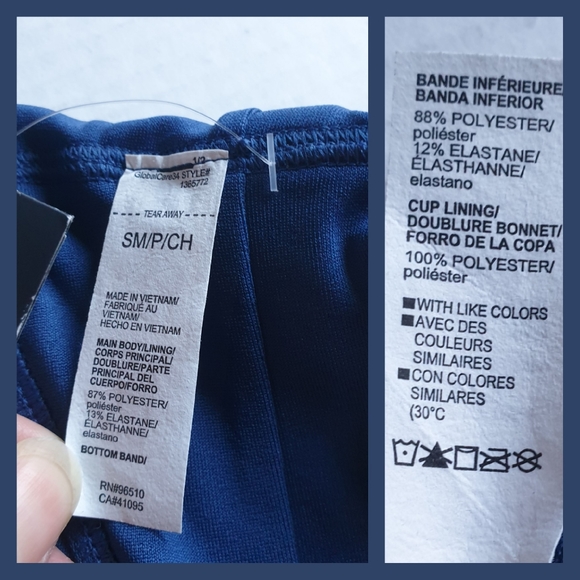 1/2
GlobalCare34 STYLE#
1365772
TEAR AWAY
SM/P/CH
MADE IN VIETNAM/
FABRIQUÉ AU
VIETNAM/
HECHO EN VIETNAM
MAIN BODY/LINING/
CORPS PRINCIPAL/
DOUBLURE/PARTE
PRINCIPAL DEL
CUERPO/FORRO
87% POLYESTER/
poliéster
13% ELASTANE/
ÉLASTHANNE/
elastano
BOTTOM BAND/
RN#96510
CA#41095
BANDE INFÉRIEURE/
BANDA INFERIOR
88% POLYESTER/
poliéster
12% ELASTANE/
ÉLASTHANNE/
elastano
CUP LINING/
DOUBLURE BONNET/
FORRO DE LA COPA
100% POLYESTER/
poliéster
WITH LIKE COLORS
AVEC DES
COULEURS
SIMILAIRES
CON COLORES
SIMILARES
(30°C